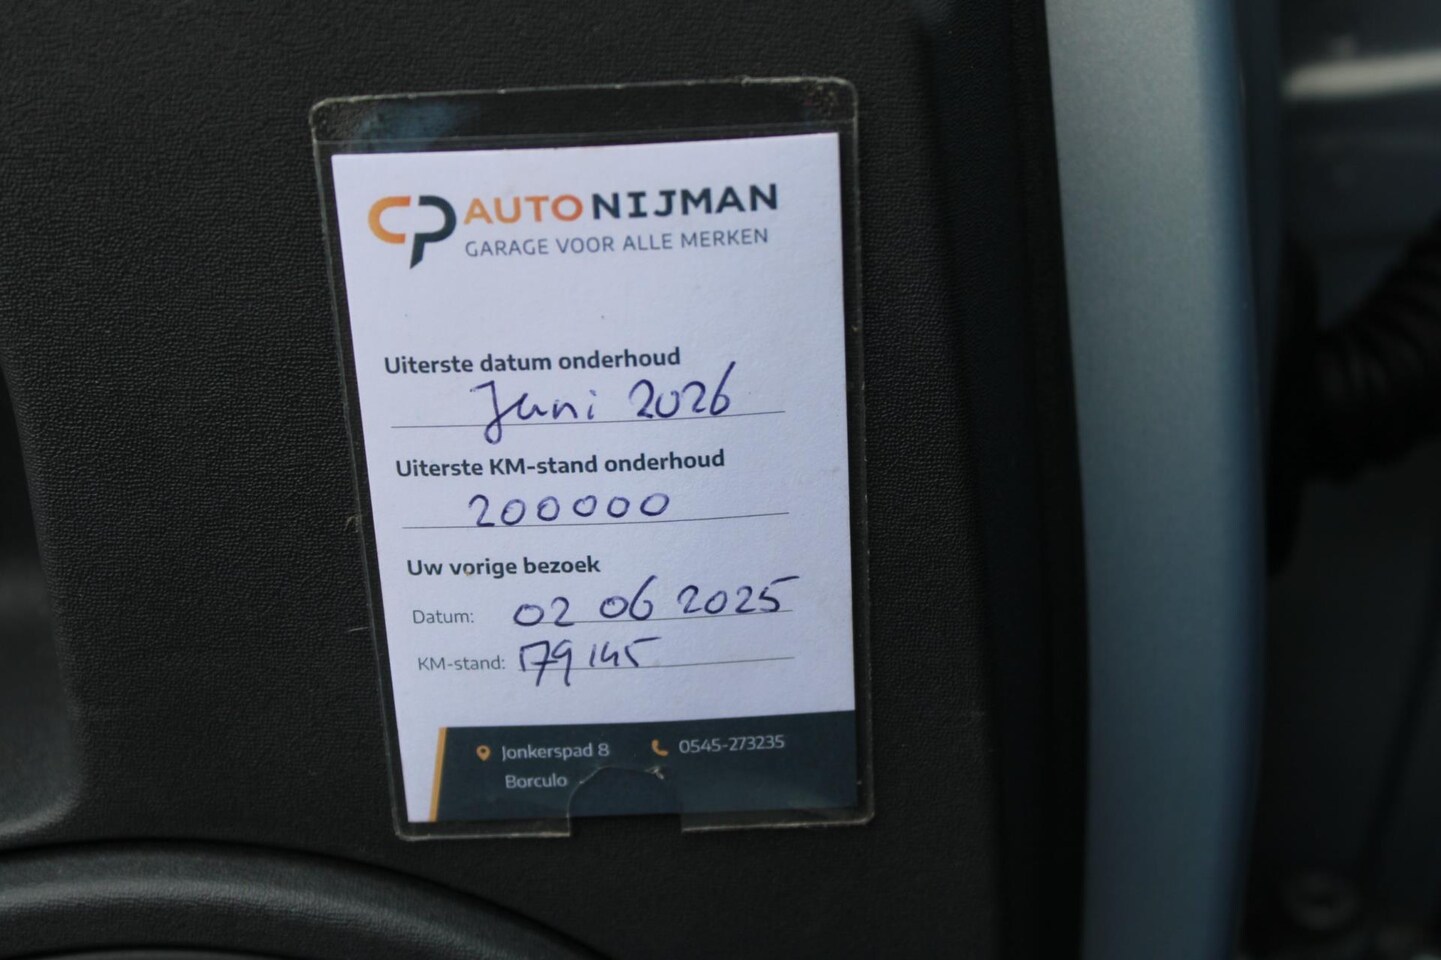 CP AUTO NIJMAN
GARAGE VOOR ALLE MERKEN
Uiterste datum onderhoud
Juni 2026
Uiterste KM-stand onderhoud
200000
Uw vorige bezoek
Datum: 02 06 2025
KM-stand: 179145
Jonkerspad 8 0545-273235
Borculo